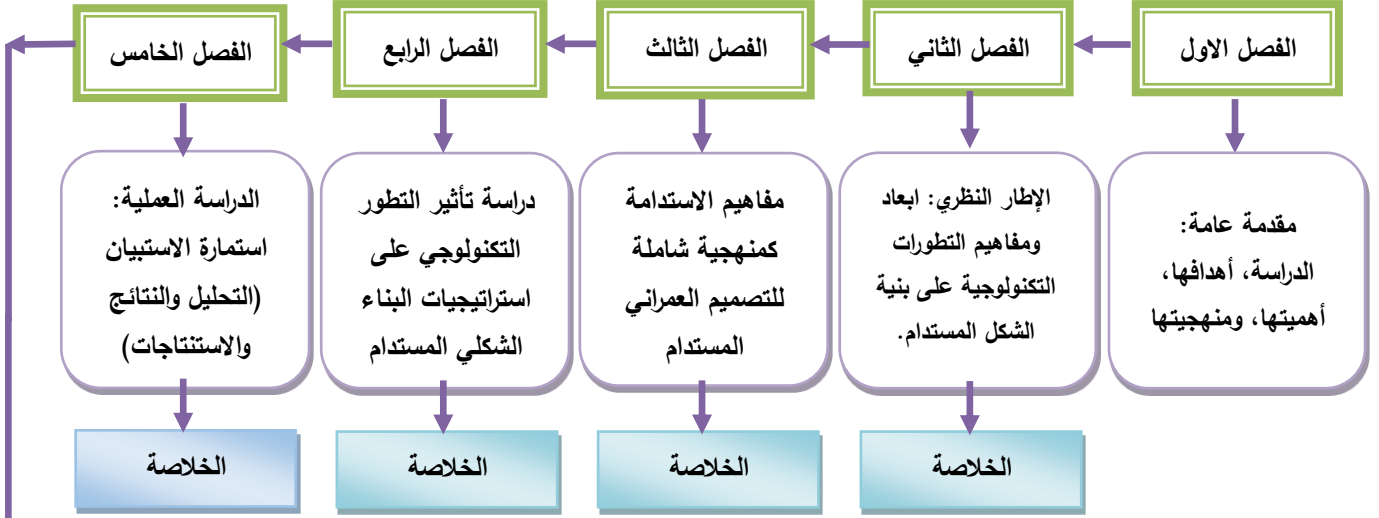 الفصل الاول
الفصل الثاني
الفصل الثالث
الفصل الرابع
الفصل الخامس
مقدمة عامة:
الدراسة، أهدافها،
أهميتها، ومنهجيتها
الإطار النظري: ابعاد
ومفاهيم التطورات
التكنولوجية على بنية
الشكل المستدام.
مفاهيم الاستدامة
كمنهجية شاملة
للتصميم العمراني
المستدام
دراسة تأثير التطور
التكنولوجي على
استراتيجيات البناء
الشكلي المستدام
الدراسة العملية:
استمارة الاستبيان
(التحليل والنتائج
والاستنتاجات)
الخلاصة
الخلاصة
الخلاصة
الخلاصة